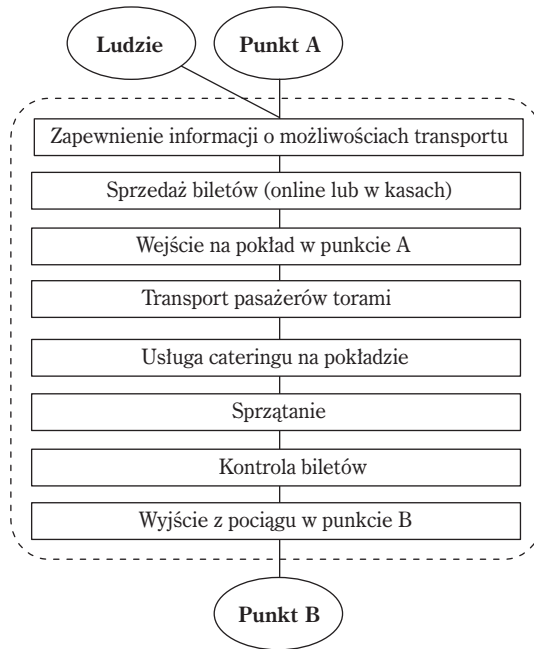 Ludzie
Punkt A
Zapewnienie informacji o możliwościach transportu
Sprzedaż biletów (online lub w kasach)
Wejście na pokład w punkcie A
Transport pasażerów torami
Usługa cateringu na pokładzie
Sprzątanie
Kontrola biletów
Wyjście z pociągu w punkcie B
Punkt B